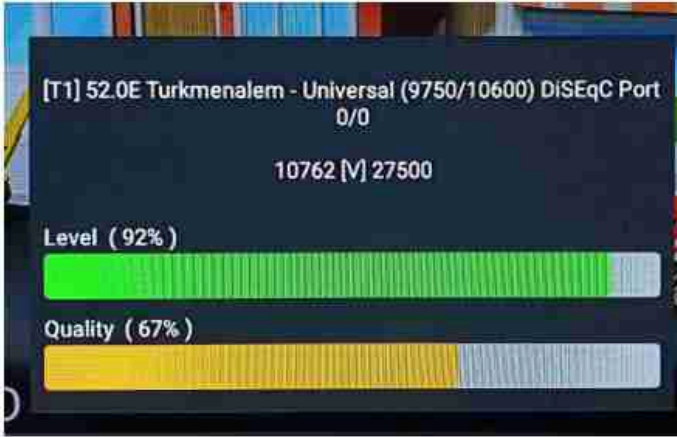 [T1] 52.0E Turkmenalem - Universal (9750/10600) DiSEqC Port
0/0
10762 [V] 27500
Level ( 92% )
Quality ( 67% )